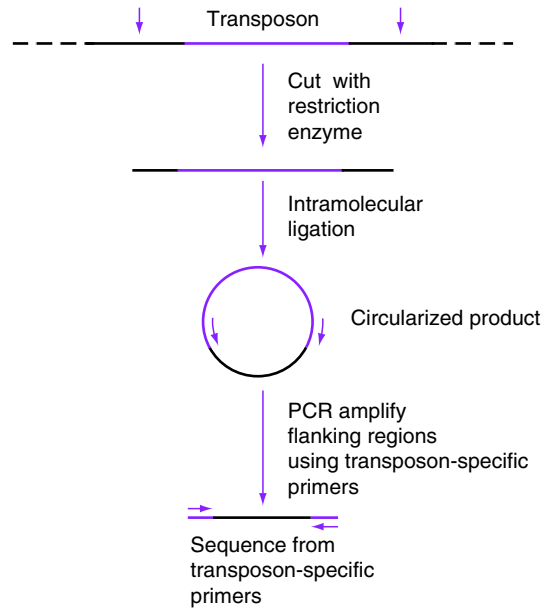 Transposon
Cut with
restriction
enzyme
Intramolecular
ligation
Circularized product
PCR amplify
flanking regions
using transposon-specific
primers
Sequence from
transposon-specific
primers